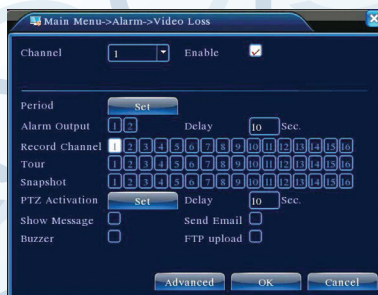 Main Menu->Alarm->Video Loss
Channel 1 Enable
Period Set
Alarm Output 1 2 Delay 10 Sec.
Record Channel 1 2 3 4 5 6 7 8 9 10 11 12 13 14 15 16
Tour 1 2 3 4 5 6 7 8 9 10 11 12 13 14 15 16
Snapshot 1 2 3 4 5 6 7 8 9 10 11 12 13 14 15 16
PTZ Activation Set Delay 10 Sec.
Show Message Send Email
Buzzer FTP upload
Advanced OK Cancel